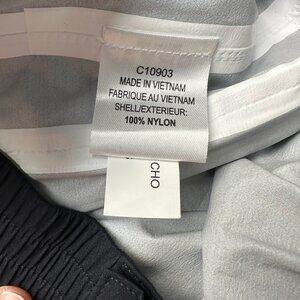 C10903
MADE IN VIETNAM
FABRIQUE AU VIETNAM
SHELL/EXTERIEUR:
100% NYLON
CHO